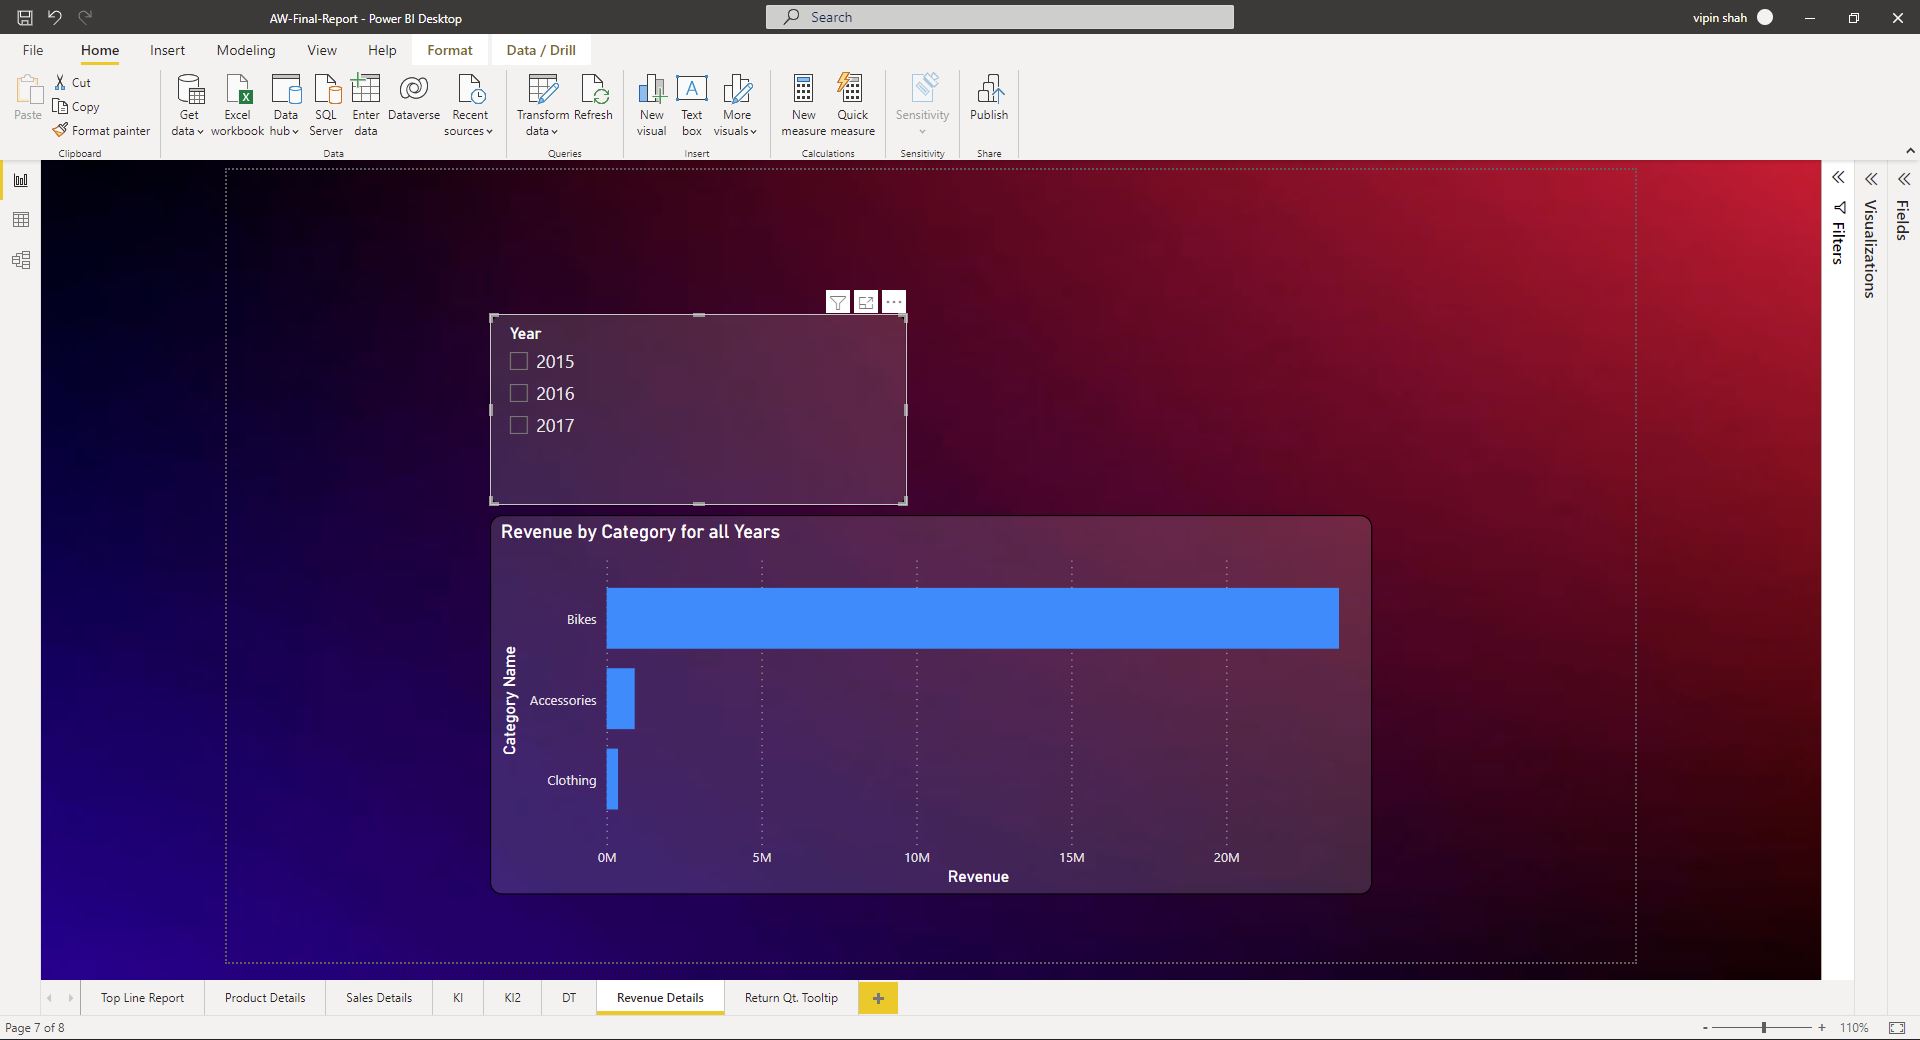 AW-Final-Report - Power BI Desktop
Search
vipin shah
File Home Insert Modeling View Help Format Data / Drill
Paste
Cut
Copy
Format painter
Clipboard
Get data
Excel workbook
Data hub
SQL Server
Enter data
Dataverse
Recent sources
Data
Transform data
Refresh
Queries
New visual
Text box
More visuals
Insert
New measure
Quick measure
Calculations
Sensitivity
Sensitivity
Publish
Share
Filters
Visualizations
Fields
Year
2015
2016
2017
Revenue by Category for all Years
Category Name
Bikes
Accessories
Clothing
0M 5M 10M 15M 20M
Revenue
Top Line Report Product Details Sales Details KI KI2 DT Revenue Details Return Qt. Tooltip
Page 7 of 8
110%